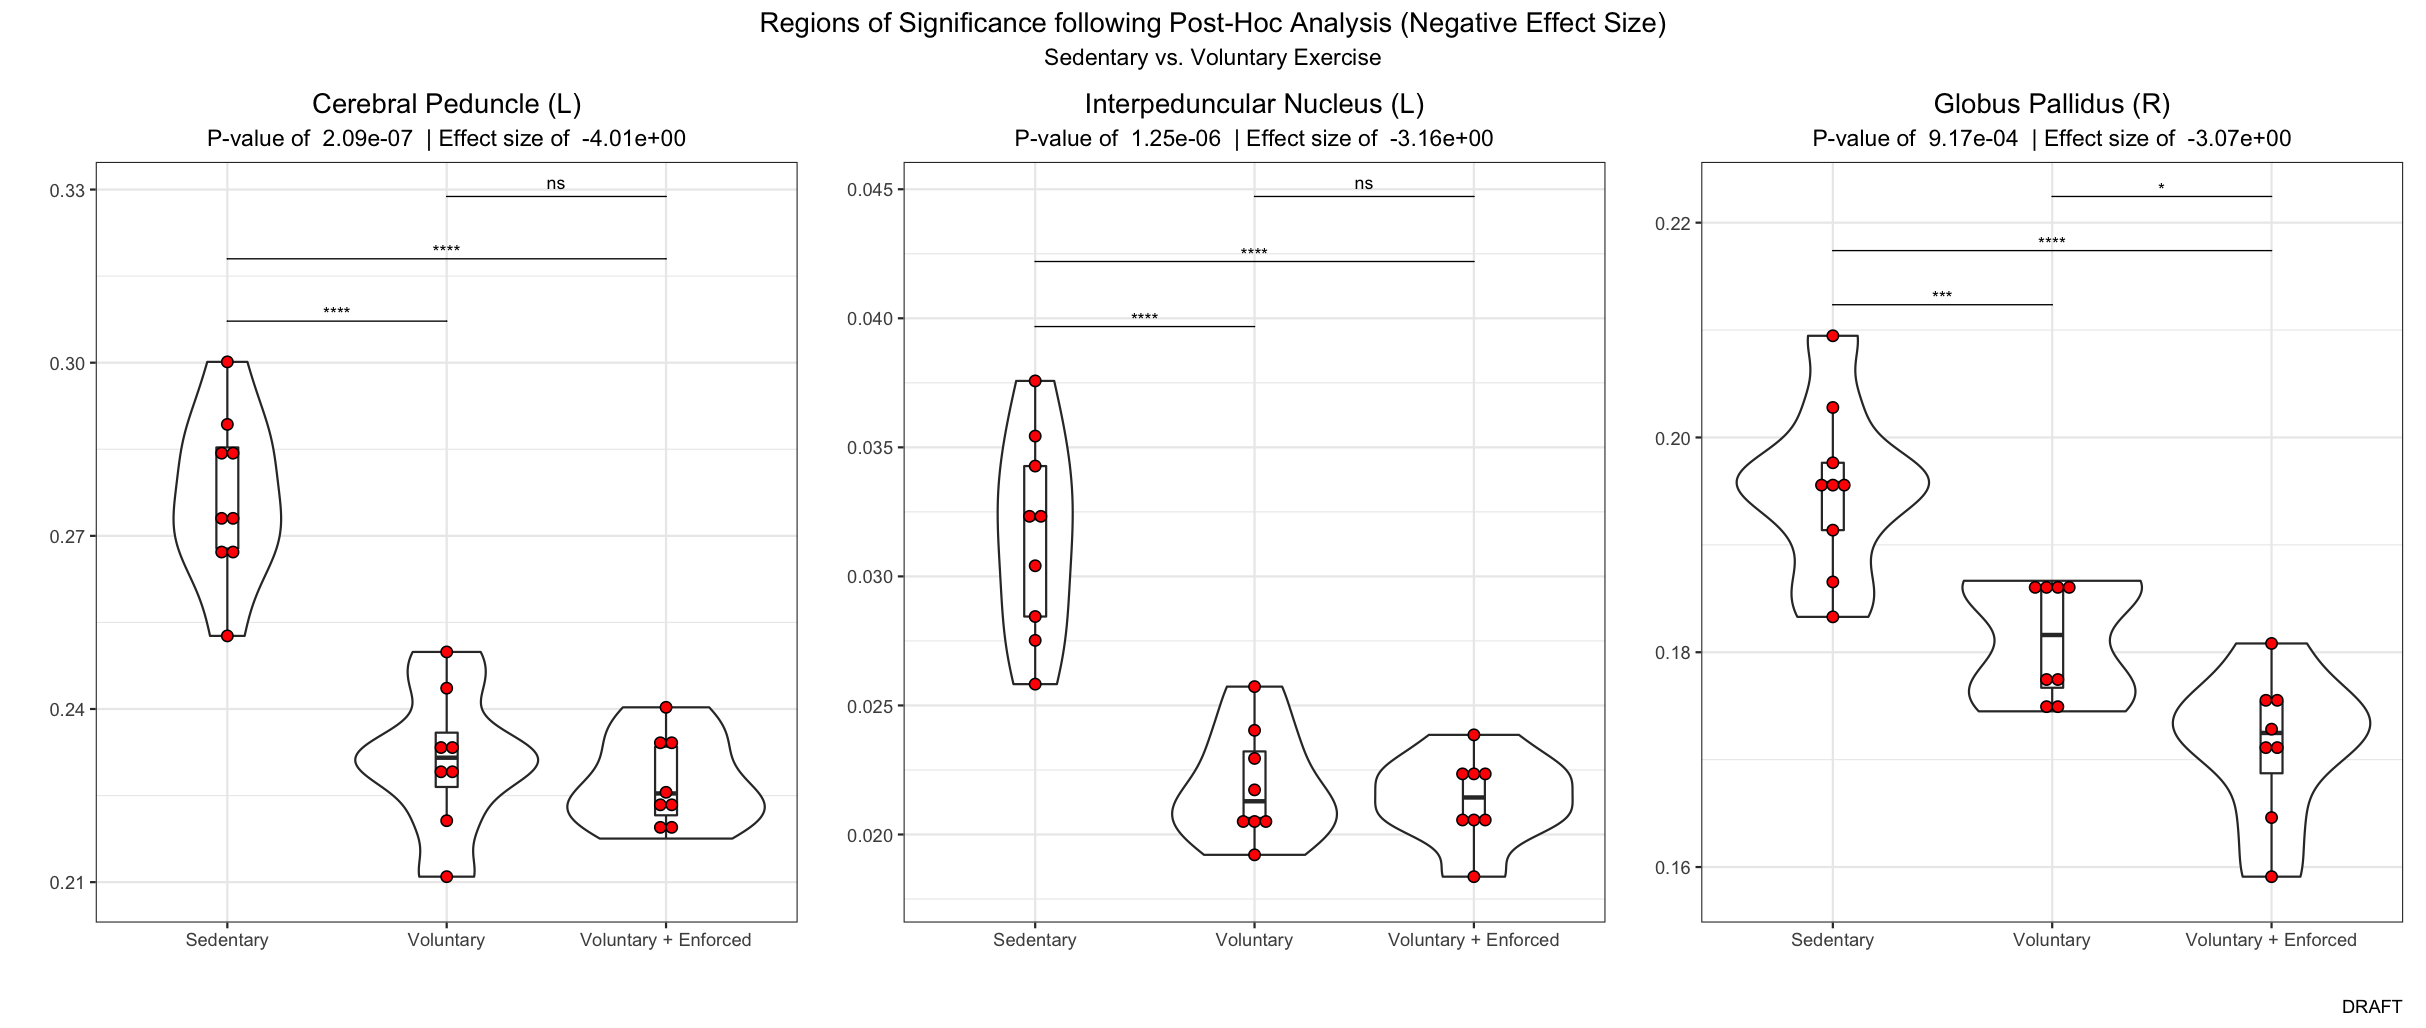 Regions of Significance following Post-Hoc Analysis (Negative Effect Size)
Sedentary vs. Voluntary Exercise
Cerebral Peduncle (L)
P-value of 2.09e-07 | Effect size of -4.01e+00
0.33
0.30
0.27
0.24
0.21
ns
****
****
Sedentary
Voluntary
Voluntary + Enforced
Interpeduncular Nucleus (L)
P-value of 1.25e-06 | Effect size of -3.16e+00
0.045
0.040
0.035
0.030
0.025
0.020
ns
****
****
Sedentary
Voluntary
Voluntary + Enforced
Globus Pallidus (R)
P-value of 9.17e-04 | Effect size of -3.07e+00
0.22
0.20
0.18
0.16
*
****
***
Sedentary
Voluntary
Voluntary + Enforced
DRAFT